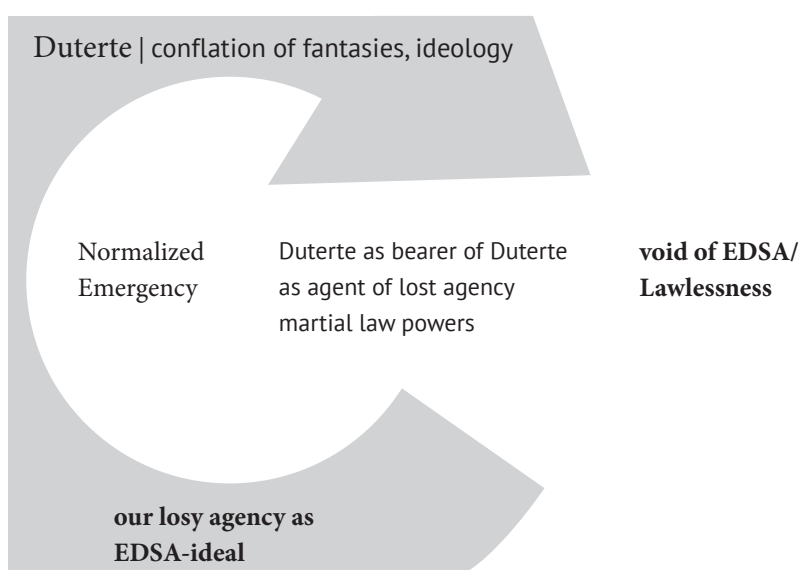 Duterte | conflation of fantasies, ideology
Normalized
Emergency
Duterte as bearer of Duterte
as agent of lost agency
martial law powers
void of EDSA/
Lawlessness
our losy agency as
EDSA-ideal